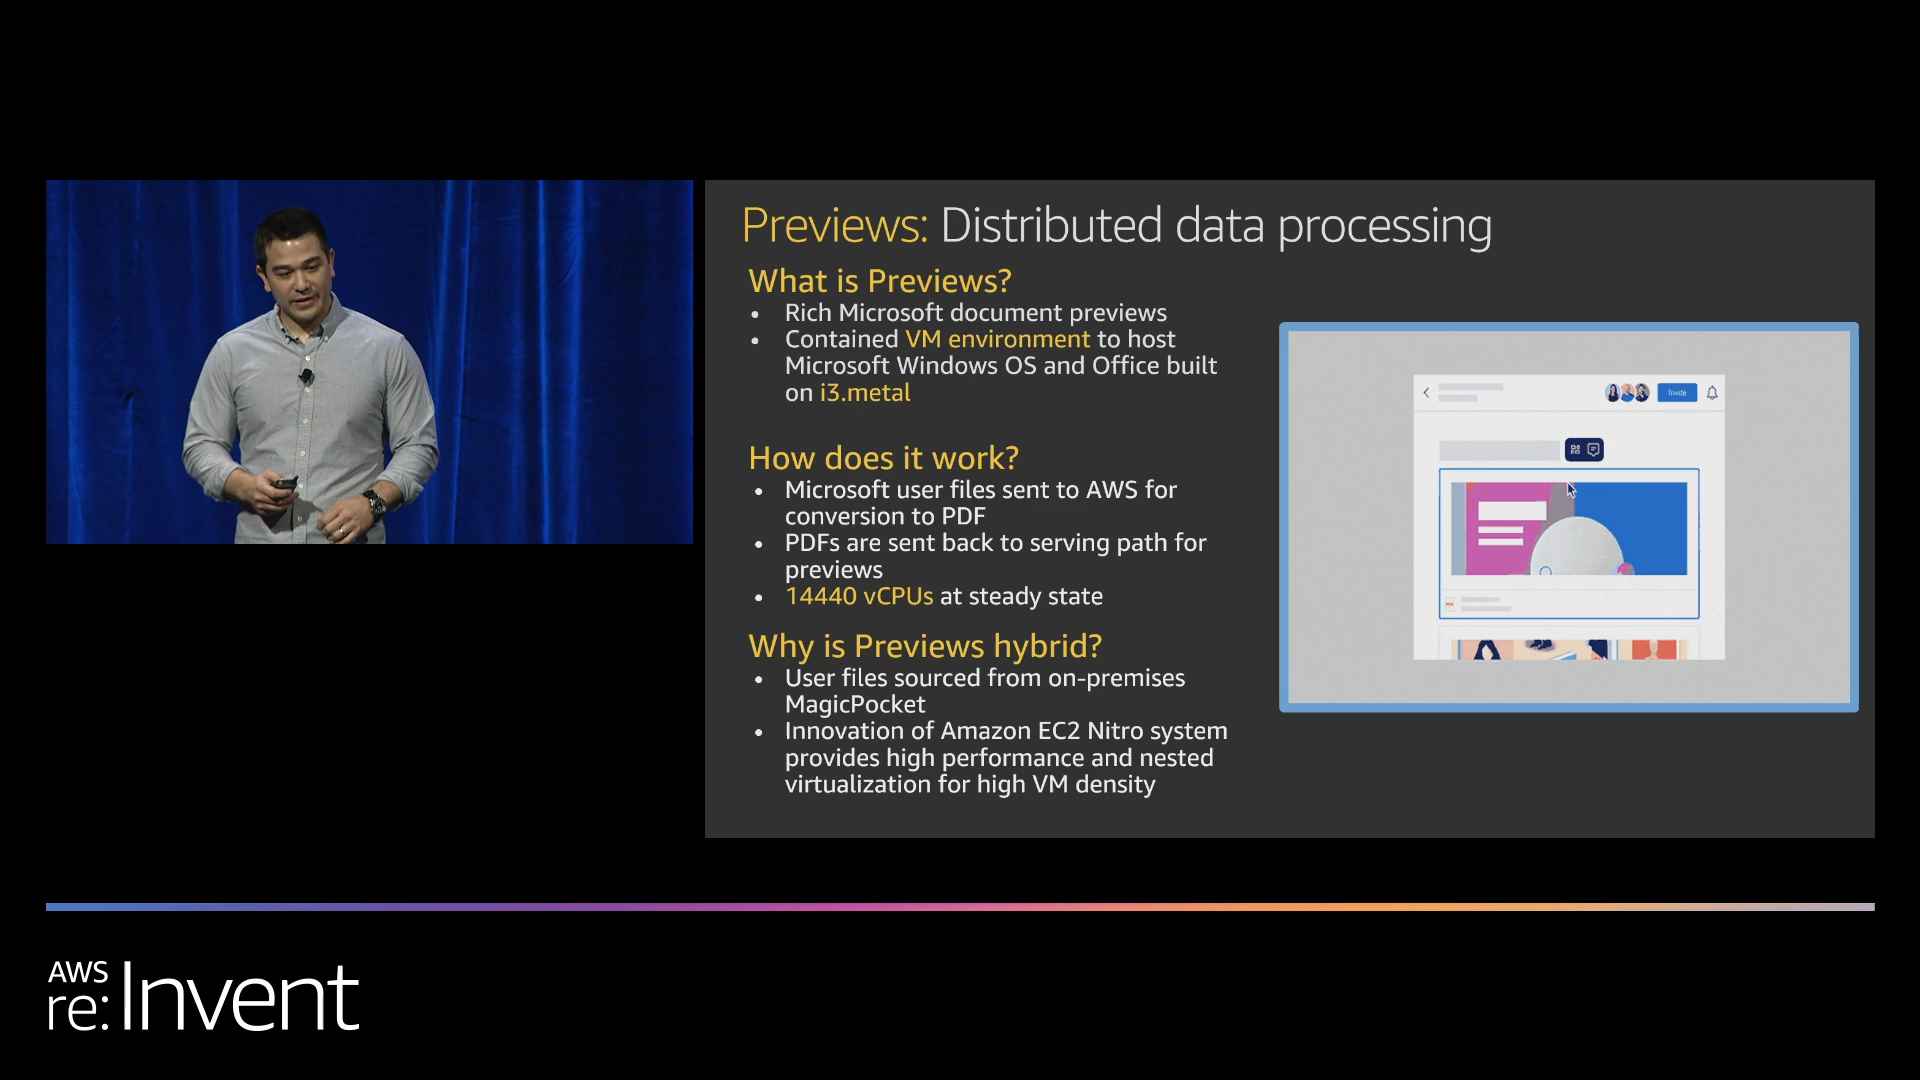 Previews: Distributed data processing
What is Previews?
• Rich Microsoft document previews
• Contained VM environment to host
Microsoft Windows OS and Office built
on i3.metal
How does it work?
• Microsoft user files sent to AWS for
conversion to PDF
• PDFs are sent back to serving path for
previews
• 14440 vCPUs at steady state
Why is Previews hybrid?
• User files sourced from on-premises
MagicPocket
• Innovation of Amazon EC2 Nitro system
provides high performance and nested
virtualization for high VM density
Invite
AWS
re:Invent